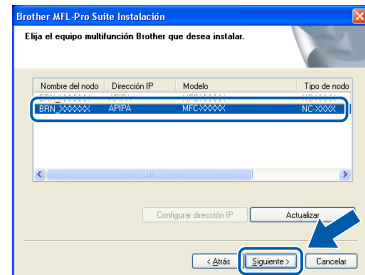 Brother MFL-Pro Suite Instalación
Elija el equipo multifunción Brother que desea instalar.
Nombre del nodo Dirección IP Modelo Tipo de nodo
BRN_XXXXXX APIPA MFC-XXXX NC-XXXX
Configurar dirección IP Actualizar
< Atrás Siguiente > Cancelar